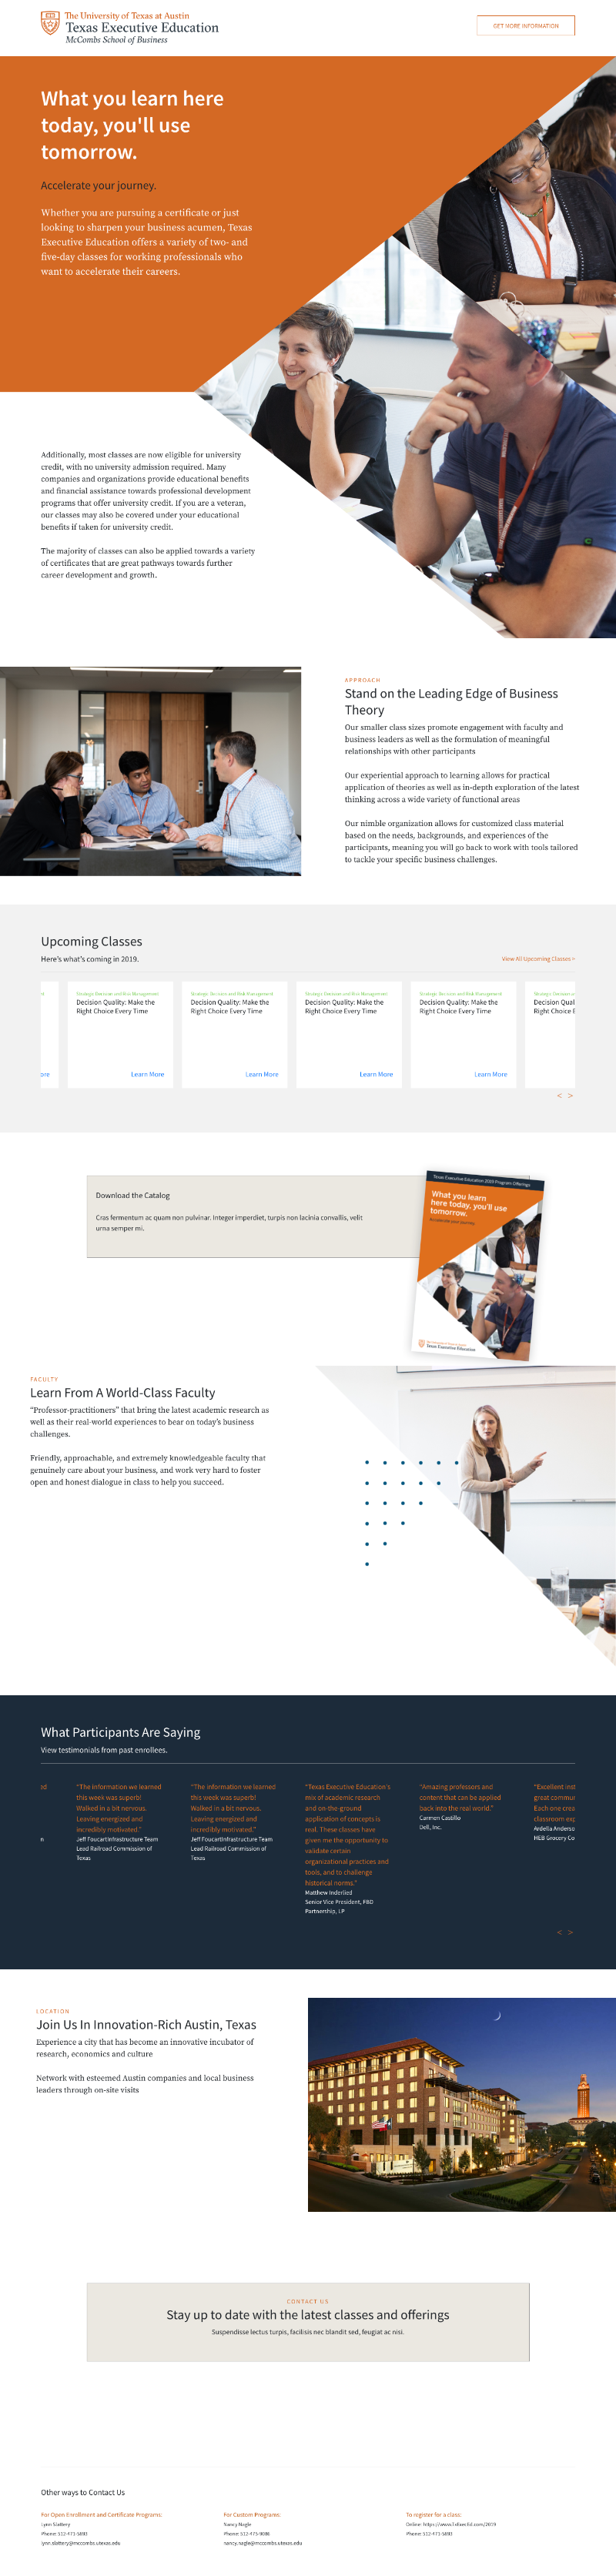 The University of Texas at Austin
Texas Executive Education
McCombs School of Business
GET MORE INFORMATION
What you learn here
today, you'll use
tomorrow.
Accelerate your journey.
Whether you are pursuing a certificate or just
looking to sharpen your business acumen, Texas
Executive Education offers a variety of two- and
five-day classes for working professionals who
want to accelerate their careers.
Additionally, most classes are now eligible for university
credit, with no university admission required. Many
companies and organizations provide educational benefits
and financial assistance towards professional development
programs that offer university credit. If you are a veteran,
our classes may also be covered under your educational
benefits if taken for university credit.
The majority of classes can also be applied towards a variety
of certificates that are great pathways towards further
career development and growth.
APPROACH
Stand on the Leading Edge of Business
Theory
Our smaller class sizes promote engagement with faculty and
business leaders as well as the formulation of meaningful
relationships with other participants
Our experiential approach to learning allows for practical
application of theories as well as in-depth exploration of the latest
thinking across a wide variety of functional areas
Our nimble organization allows for customized class material
based on the needs, backgrounds, and experiences of the
participants, meaning you will go back to work with tools tailored
to tackle your specific business challenges.
Upcoming Classes
Here's what's coming in 2019.
View All Upcoming Classes >
Strategic Decision and Risk Management
Decision Quality: Make the
Right Choice Every Time
Learn More
Strategic Decision and Risk Management
Decision Quality: Make the
Right Choice Every Time
Learn More
Strategic Decision and Risk Management
Decision Quality: Make the
Right Choice Every Time
Learn More
Strategic Decision and Risk Management
Decision Quality: Make the
Right Choice Every Time
Learn More
Strategic Decision a
Decision Qual
Right Choice E
ore
< >
Download the Catalog
Cras fermentum ac quam non pulvinar. Integer imperdiet, turpis non lacinia convallis, velit
urna semper mi.
Texas Executive Education 2019 Program Offerings
What you learn
here today, you'll use
tomorrow.
Accelerate your journey.
Texas Executive Education
FACULTY
Learn From A World-Class Faculty
"Professor-practitioners" that bring the latest academic research as
well as their real-world experiences to bear on today's business
challenges.
Friendly, approachable, and extremely knowledgeable faculty that
genuinely care about your business, and work very hard to foster
open and honest dialogue in class to help you succeed.
What Participants Are Saying
View testimonials from past enrollees.
ed
n
"The information we learned
this week was superb!
Walked in a bit nervous.
Leaving energized and
incredibly motivated."
Jeff FoucartInfrastructure Team
Lead Railroad Commission of
Texas
"The information we learned
this week was superb!
Walked in a bit nervous.
Leaving energized and
incredibly motivated."
Jeff FoucartInfrastructure Team
Lead Railroad Commission of
Texas
"Texas Executive Education's
mix of academic research
and on-the-ground
application of concepts is
real. These classes have
given me the opportunity to
validate certain
organizational practices and
tools, and to challenge
historical norms."
Matthew Inderlied
Senior Vice President, PBD
Partnership, LP
"Amazing professors and
content that can be applied
back into the real world."
Carmen Castillo
Dell, Inc.
"Excellent inst
great commun
Each one crea
classroom exp
Ardella Anderso
HEB Grocery Co
< >
LOCATION
Join Us In Innovation-Rich Austin, Texas
Experience a city that has become an innovative incubator of
research, economics and culture
Network with esteemed Austin companies and local business
leaders through on-site visits
CONTACT US
Stay up to date with the latest classes and offerings
Suspendisse lectus turpis, facilisis nec blandit sed, feugiat ac nisi.
Other ways to Contact Us
For Open Enrollment and Certificate Programs:
Lynn Slattery
Phone: 512-471-5893
lynn.slattery@mccombs.utexas.edu
For Custom Programs:
Nancy Nagle
nancy.nagle@mccombs.utexas.edu
To register for a class:
Phone: 512-471-5893